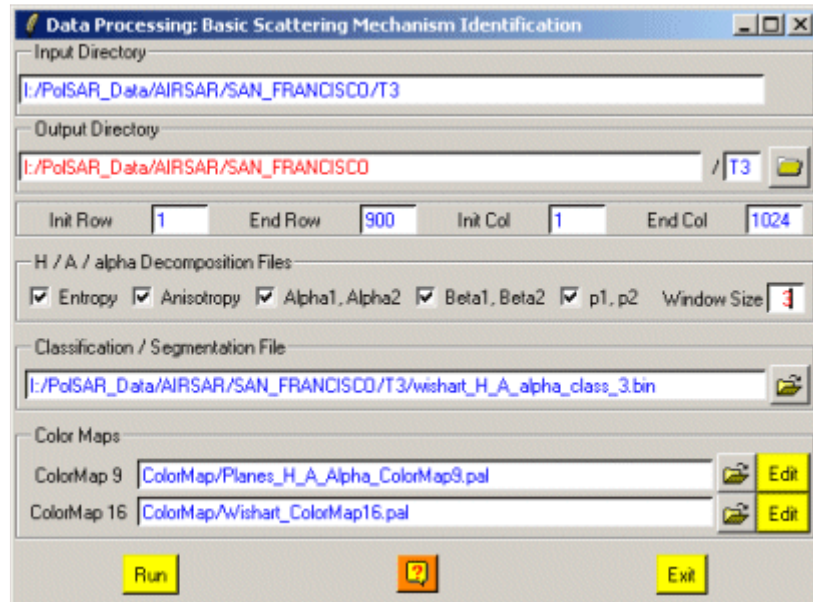 Data Processing: Basic Scattering Mechanism Identification
Input Directory
I:/PolSAR_Data/AIRSAR/SAN_FRANCISCO/T3
Output Directory
I:/PolSAR_Data/AIRSAR/SAN_FRANCISCO / T3
Init Row 1 End Row 900 Init Col 1 End Col 1024
H / A / alpha Decomposition Files
Entropy Anisotropy Alpha1, Alpha2 Beta1, Beta2 p1, p2 Window Size 3
Classification / Segmentation File
I:/PolSAR_Data/AIRSAR/SAN_FRANCISCO/T3/wishart_H_A_alpha_class_3.bin
Color Maps
ColorMap 9 ColorMap/Planes_H_A_Alpha_ColorMap9.pal Edit
ColorMap 16 ColorMap/Wishart_ColorMap16.pal Edit
Run ? Exit